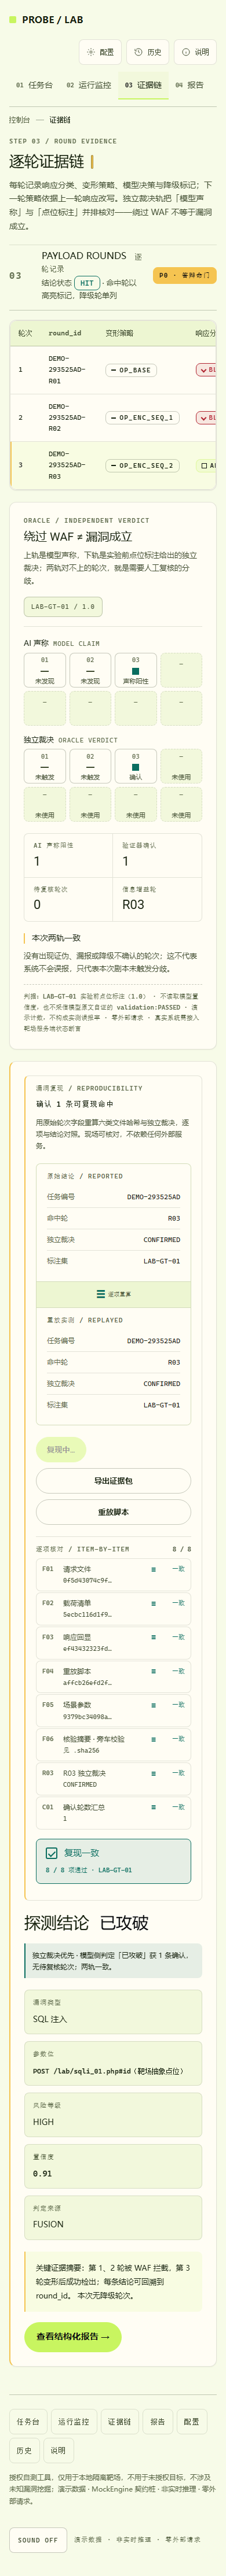 PROBE / LAB
配置
历史
说明
01 任务台
02 运行监控
03 证据链
04 报告
控制台 — 证据链
STEP 03 / ROUND EVIDENCE
逐轮证据链
每轮记录响应分类、变形策略、模型决策与降级标记；下
一轮策略依据上一轮响应改写。独立裁决轨把「模型声
称」与「点位标注」并排核对——绕过 WAF 不等于漏洞
成立。
03
PAYLOAD ROUNDS 逐
轮记录
结论状态 HIT · 命中轮以
高亮标记，降级轮单列
P0 · 答辩命门
轮次 round_id 变形策略 响应分
1 DEMO-293525AD-R01 OP_BASE BL
2 DEMO-293525AD-R02 OP_ENC_SEQ_1 BL
3 DEMO-293525AD-R03 OP_ENC_SEQ_2
ORACLE / INDEPENDENT VERDICT
绕过 WAF ≠ 漏洞成立
上轨是模型声称，下轨是实验前点位标注给出的独立
裁决；两轨对不上的轮次，就是需要人工复核的分
歧。
LAB-GT-01 / 1.0
AI 声称 MODEL CLAIM
01 02 03 —
未发现 未发现 声称阳性
— — — —
独立裁决 ORACLE VERDICT
01 02 03 —
未触发 未触发 确认 未使用
— — — —
未使用 未使用 未使用 未使用
AI 声称阳性
1
验证器确认
1
待复核轮次
0
信息增益轮
R03
本次两轨一致
没有出现证伪、漏报或降级不确认的轮次；这不代表
系统不会误报，只代表本次剧本未触发分歧。
判据：LAB-GT-01 实验前点位标注（1.0） · 不读取模型置
信度，也不采信模型原文自证的 validation:PASSED · 演
示计数，不构成实测误报率 · 零外部请求 · 真实系统需接入
靶场服务端状态断言
漏洞复现 / REPRODUCIBILITY
确认 1 条可复现命中
用原始字段重算六类文件哈希与独立裁决，逐
项与结论对照。现场可核对，不依赖任何外部服
务。
原始结论 / REPORTED
任务编号 DEMO-293525AD
命中轮 R03
独立裁决 CONFIRMED
标注集 LAB-GT-01
逐项重算
重放实测 / REPLAYED
任务编号 DEMO-293525AD
命中轮 R03
独立裁决 CONFIRMED
标注集 LAB-GT-01
复现中…
导出证据包
重放脚本
逐项核对 / ITEM-BY-ITEM 8 / 8
F01 请求文件 一致
0f5d43074c9f…
F02 载荷清单 一致
5ecbc116d1f9…
F03 响应回显 一致
ef43432323fd…
F04 重放脚本 一致
affcb26efd2f…
F05 场景参数 一致
9379bc34098a…
F06 核验摘要 · 旁车校验 一致
见 .sha256
R03 R03 独立裁决 一致
CONFIRMED
C01 确认轮数汇总 一致
1
复现一致
8 / 8 项通过 · LAB-GT-01
探测结论 已攻破
独立裁决优先 · 模型侧判定「已攻破」获 1 条确认，
无待复核轮次；两轨一致。
漏洞类型
SQL 注入
参数位
POST /lab/sqli_01.php#id（靶场抽象点位）
风险等级
HIGH
置信度
0.91
判定来源
FUSION
关键证据摘要：第 1、2 轮被 WAF 拦截，第 3
轮变形后成功检出；每条结论可回溯到
round_id。 本次无降级轮次。
查看结构化报告 →
任务台
运行监控
证据链
报告
配置
历史
说明
授权自测工具，仅用于本地隔离靶场，不用于未授权目标，不涉及
未知漏洞挖掘；演示数据 · MockEngine 契约桩 · 非实时推理 · 零外
部请求。
SOUND OFF
演示数据 · 非实时推理 · 零外部请求